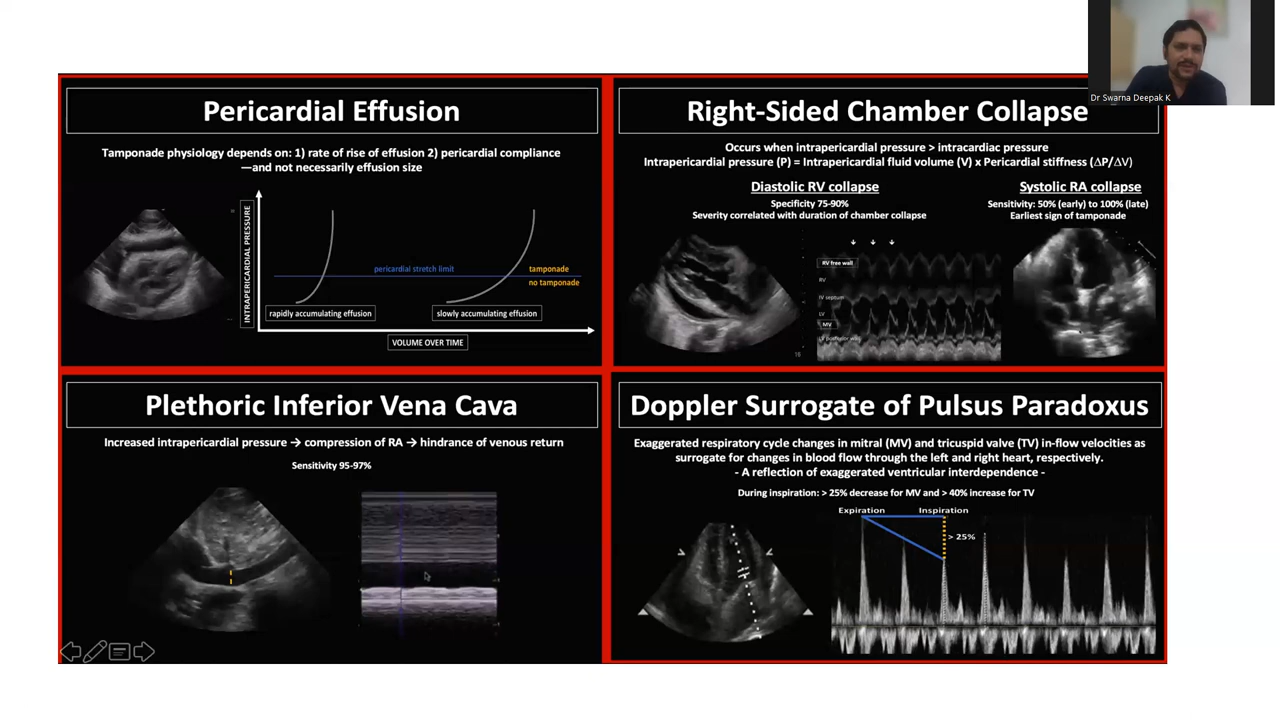 Dr Swarna Deepak K
Pericardial Effusion
Tamponade physiology depends on: 1) rate of rise of effusion 2) pericardial compliance
—and not necessarily effusion size
INTRAPERICARDIAL PRESSURE
pericardial stretch limit
tamponade
no tamponade
rapidly accumulating effusion
slowly accumulating effusion
VOLUME OVER TIME
Right-Sided Chamber Collapse
Occurs when intrapericardial pressure > intracardiac pressure
Intrapericardial pressure (P) = Intrapericardial fluid volume (V) x Pericardial stiffness (ΔP/ΔV)
Diastolic RV collapse
Specificity 75-90%
Severity correlated with duration of chamber collapse
Systolic RA collapse
Sensitivity: 50% (early) to 100% (late)
Earliest sign of tamponade
RV free wall
RV
IV septum
LV
MV
LV posterior wall
Plethoric Inferior Vena Cava
Increased intrapericardial pressure → compression of RA → hindrance of venous return
Sensitivity 95-97%
Doppler Surrogate of Pulsus Paradoxus
Exaggerated respiratory cycle changes in mitral (MV) and tricuspid valve (TV) in-flow velocities as
surrogate for changes in blood flow through the left and right heart, respectively.
- A reflection of exaggerated ventricular interdependence -
During inspiration: > 25% decrease for MV and > 40% increase for TV
Expiration
Inspiration
> 25%